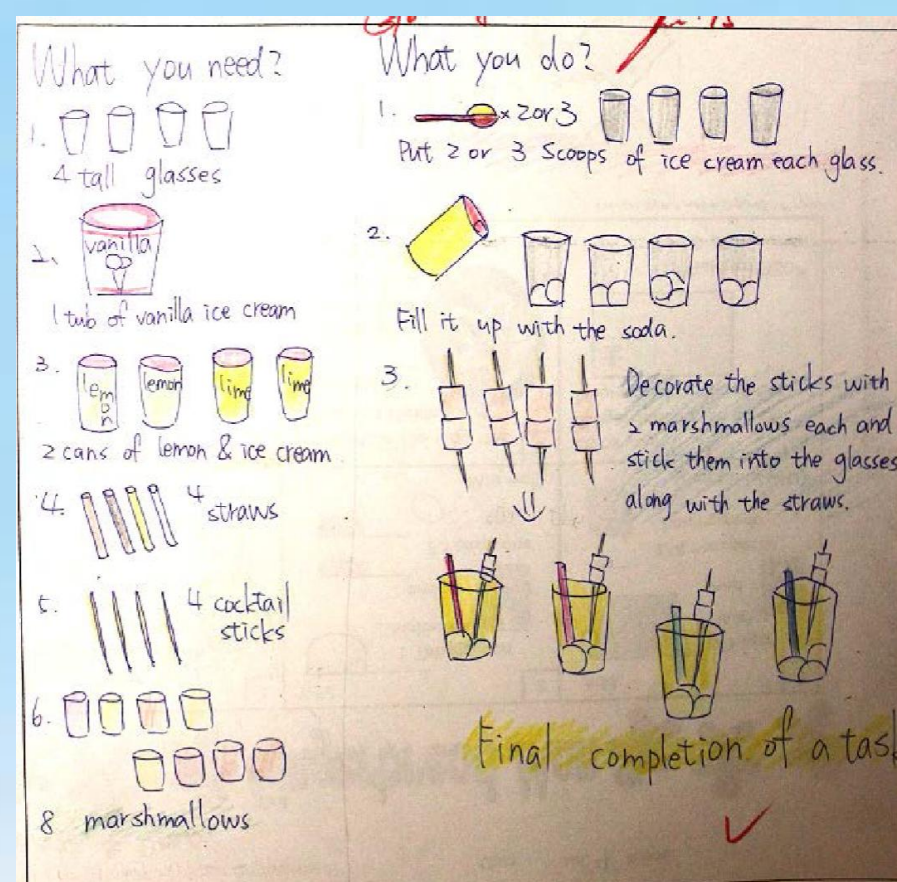 What you need?
1.
4 tall glasses
2.
vanilla
1 tub of vanilla ice cream
3.
lemon
lemon
lime
lime
2 cans of lemon & ice cream
4.
4
straws
5.
4 cocktail
sticks
6.
8 marshmallows
What you do?
1. x 2or 3
Put 2 or 3 Scoops of ice cream each glass.
2.
Fill it up with the soda.
3.
Decorate the sticks with
2 marshmallows each and
stick them into the glasses
along with the straws.
Final completion of a task